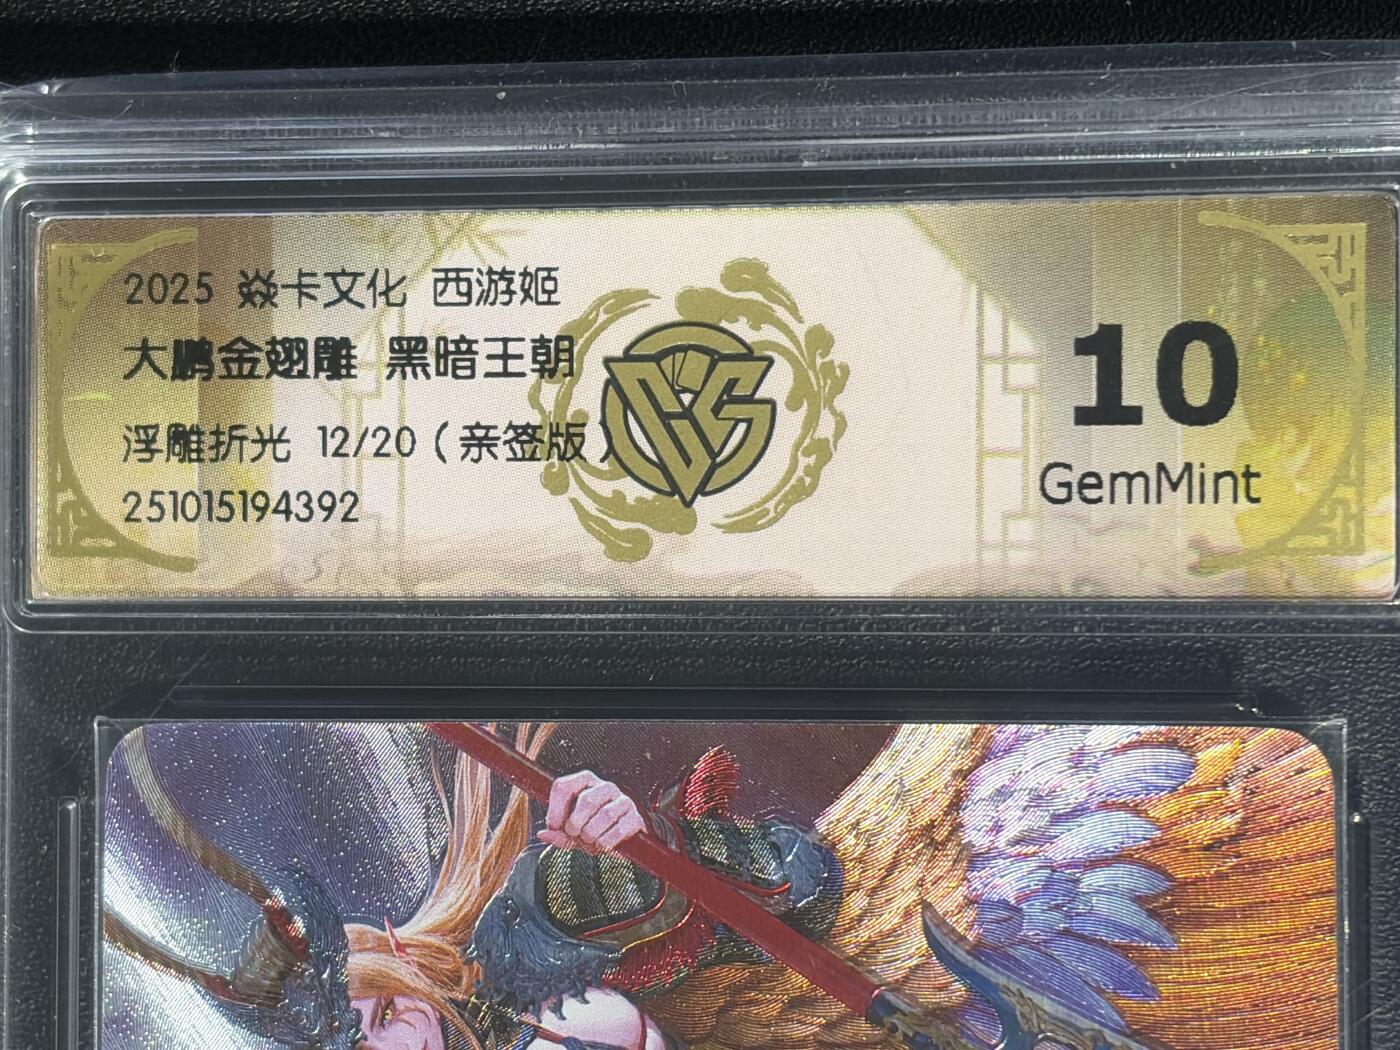 2025 焱卡文化 西游姬
大鹏金翅雕 黑暗王朝
浮雕折光 12/20（亲签版）
251015194392
10
GemMint